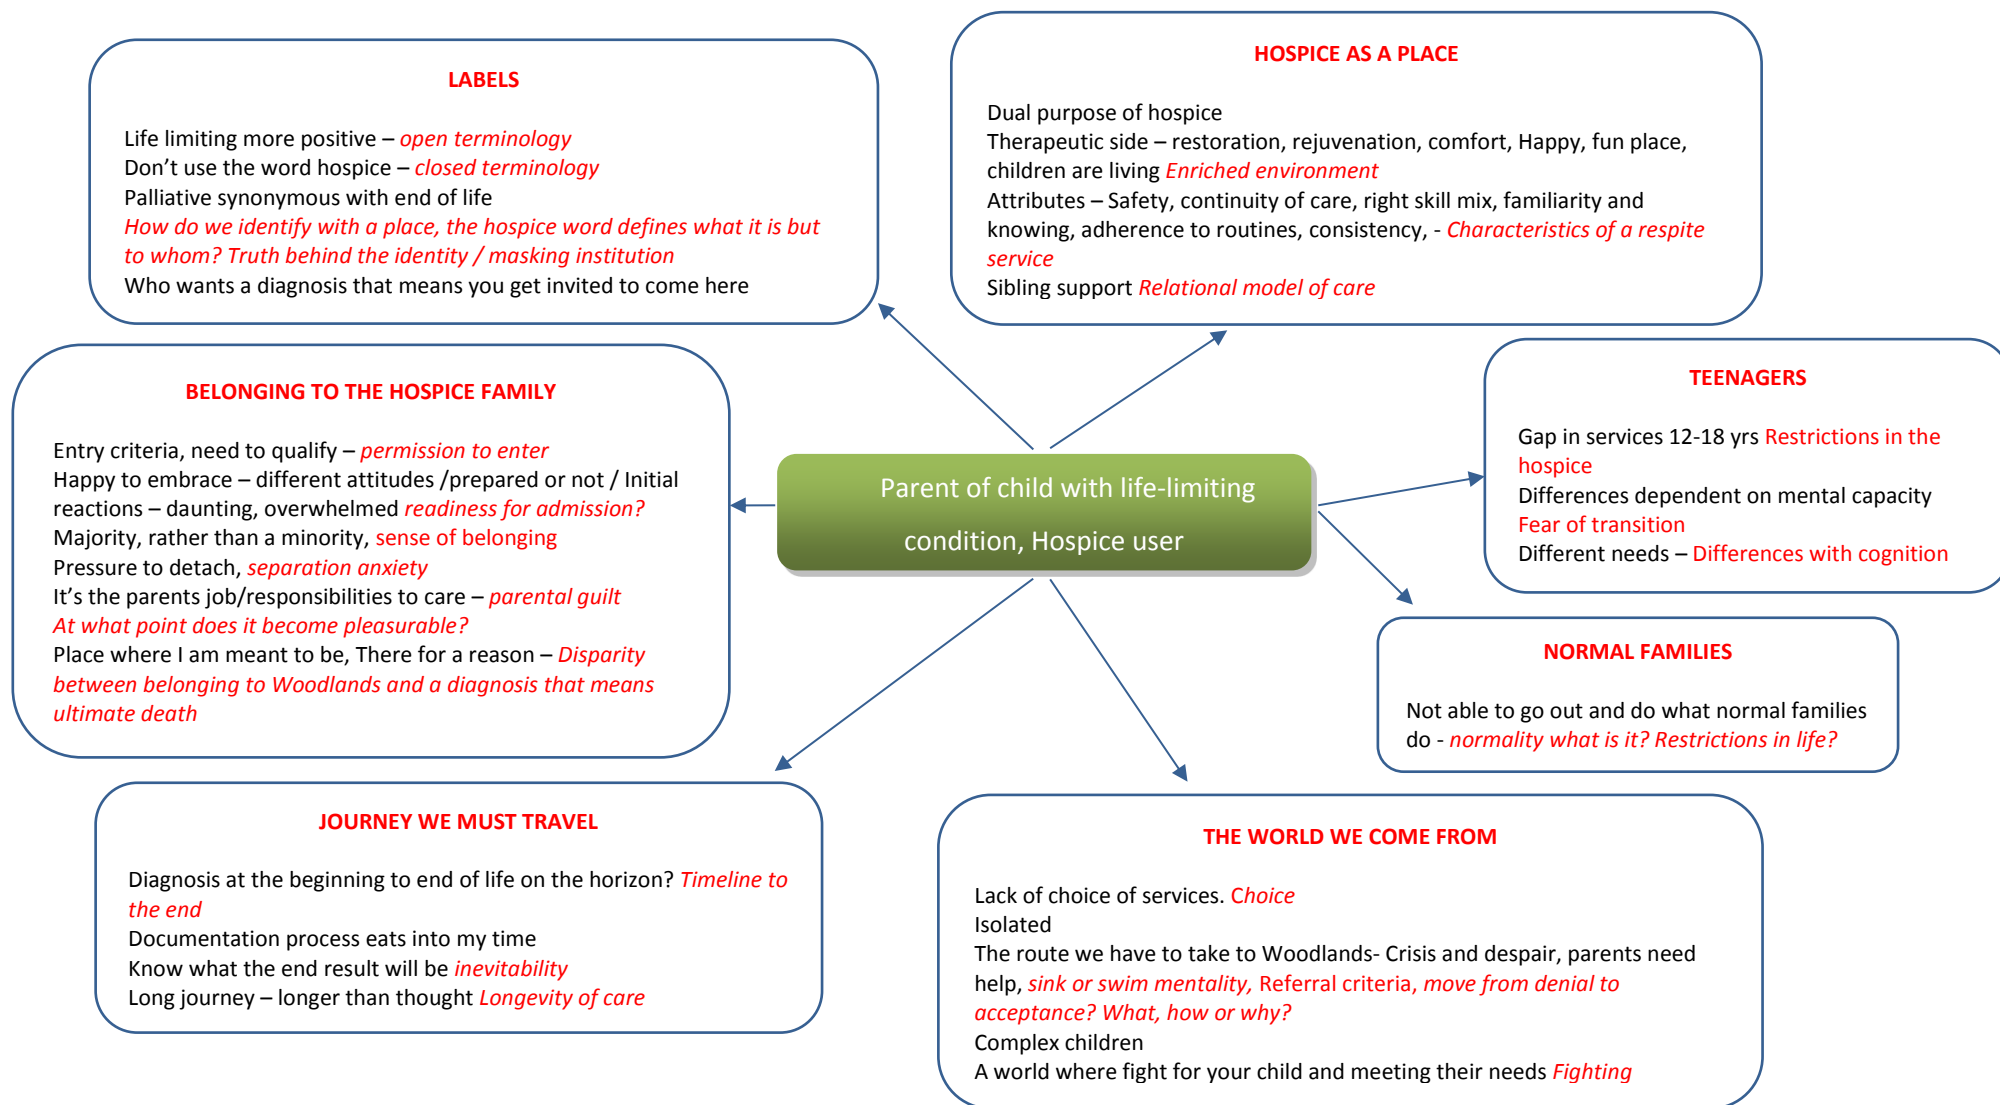 LABELS
Life limiting more positive – open terminology
Don’t use the word hospice – closed terminology
Palliative synonymous with end of life
How do we identify with a place, the hospice word defines what it is but
to whom? Truth behind the identity / masking institution
Who wants a diagnosis that means you get invited to come here
HOSPICE AS A PLACE
Dual purpose of hospice
Therapeutic side – restoration, rejuvenation, comfort, Happy, fun place,
children are living Enriched environment
Attributes – Safety, continuity of care, right skill mix, familiarity and
knowing, adherence to routines, consistency, - Characteristics of a respite
service
Sibling support Relational model of care
BELONGING TO THE HOSPICE FAMILY
Entry criteria, need to qualify – permission to enter
Happy to embrace – different attitudes /prepared or not / Initial
reactions – daunting, overwhelmed readiness for admission?
Majority, rather than a minority, sense of belonging
Pressure to detach, separation anxiety
It’s the parents job/responsibilities to care – parental guilt
At what point does it become pleasurable?
Place where I am meant to be, There for a reason – Disparity
between belonging to Woodlands and a diagnosis that means
ultimate death
Parent of child with life-limiting
condition, Hospice user
TEENAGERS
Gap in services 12-18 yrs Restrictions in the
hospice
Differences dependent on mental capacity
Fear of transition
Different needs – Differences with cognition
NORMAL FAMILIES
Not able to go out and do what normal families
do - normality what is it? Restrictions in life?
JOURNEY WE MUST TRAVEL
Diagnosis at the beginning to end of life on the horizon? Timeline to
the end
Documentation process eats into my time
Know what the end result will be inevitability
Long journey – longer than thought Longevity of care
THE WORLD WE COME FROM
Lack of choice of services. Choice
Isolated
The route we have to take to Woodlands- Crisis and despair, parents need
help, sink or swim mentality, Referral criteria, move from denial to
acceptance? What, how or why?
Complex children
A world where fight for your child and meeting their needs Fighting